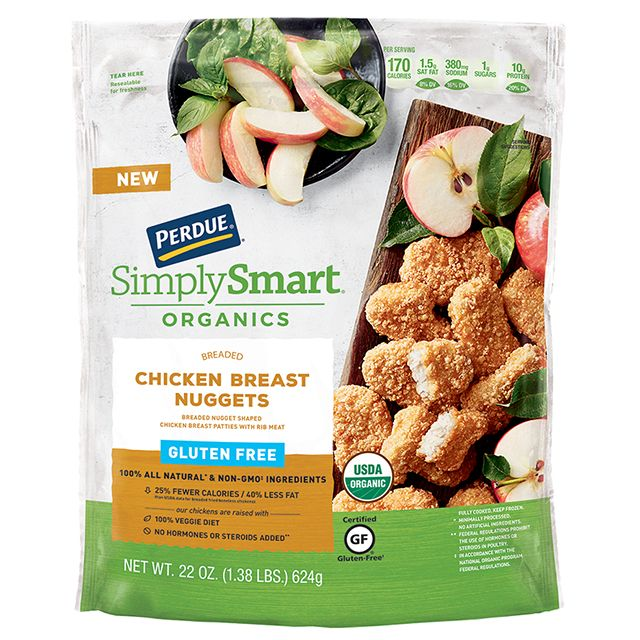 TEAR HERE
Resealable
for freshness
PER SERVING
170
CALORIES
1.5g
SAT FAT
8% DV
380mg
SODIUM
16% DV
1g
SUGARS
10g
PROTEIN
20% DV
SERVING
SUGGESTIONS
NEW
PERDUE®
SimplySmart®
ORGANICS
BREADED
CHICKEN BREAST
NUGGETS
BREADED NUGGET SHAPED
CHICKEN BREAST PATTIES WITH RIB MEAT
GLUTEN FREE
100% ALL NATURAL* & NON-GMO‡ INGREDIENTS
25% FEWER CALORIES / 40% LESS FAT
than USDA data for breaded fried boneless chicken
our chickens are raised with
100% VEGGIE DIET
NO HORMONES OR STEROIDS ADDED**
USDA
ORGANIC
Certified
GF
Gluten-Free†
FULLY COOKED. KEEP FROZEN.
* MINIMALLY PROCESSED.
NO ARTIFICIAL INGREDIENTS.
** FEDERAL REGULATIONS PROHIBIT
THE USE OF HORMONES OR
STEROIDS IN POULTRY.
‡ IN ACCORDANCE WITH THE
NATIONAL ORGANIC PROGRAM
FEDERAL REGULATIONS.
NET WT. 22 OZ. (1.38 LBS.) 624g